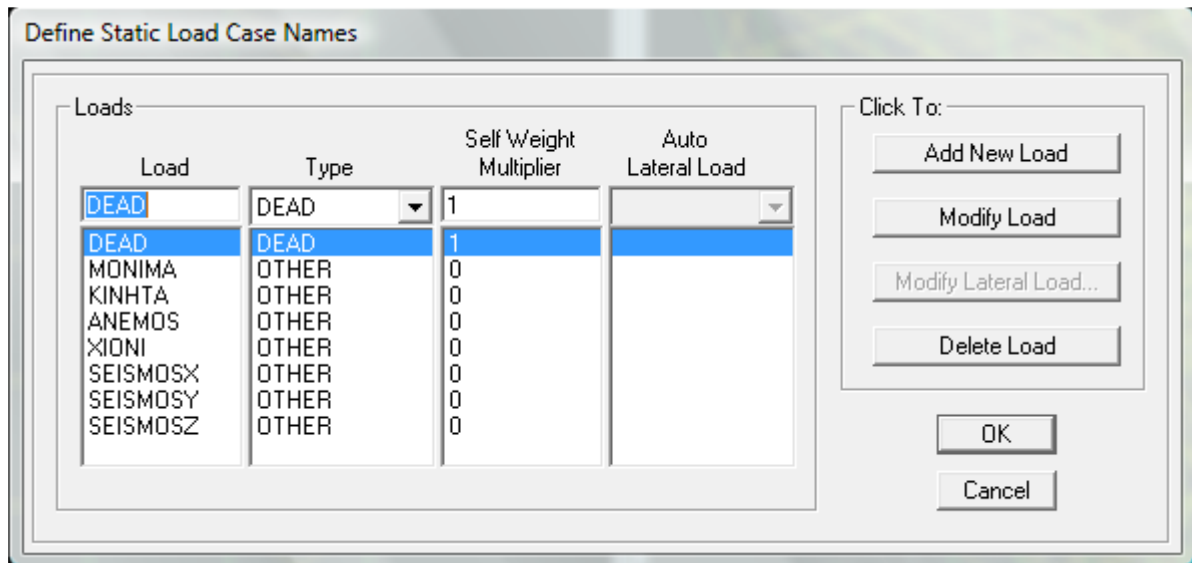 Define Static Load Case Names
Loads
Load Type Self Weight Multiplier Auto Lateral Load
DEAD DEAD 1
DEAD DEAD 1
MONIMA OTHER 0
KINHTA OTHER 0
ANEMOS OTHER 0
XIONI OTHER 0
SEISMOSX OTHER 0
SEISMOSY OTHER 0
SEISMOSZ OTHER 0
Click To:
Add New Load
Modify Load
Modify Lateral Load...
Delete Load
OK
Cancel